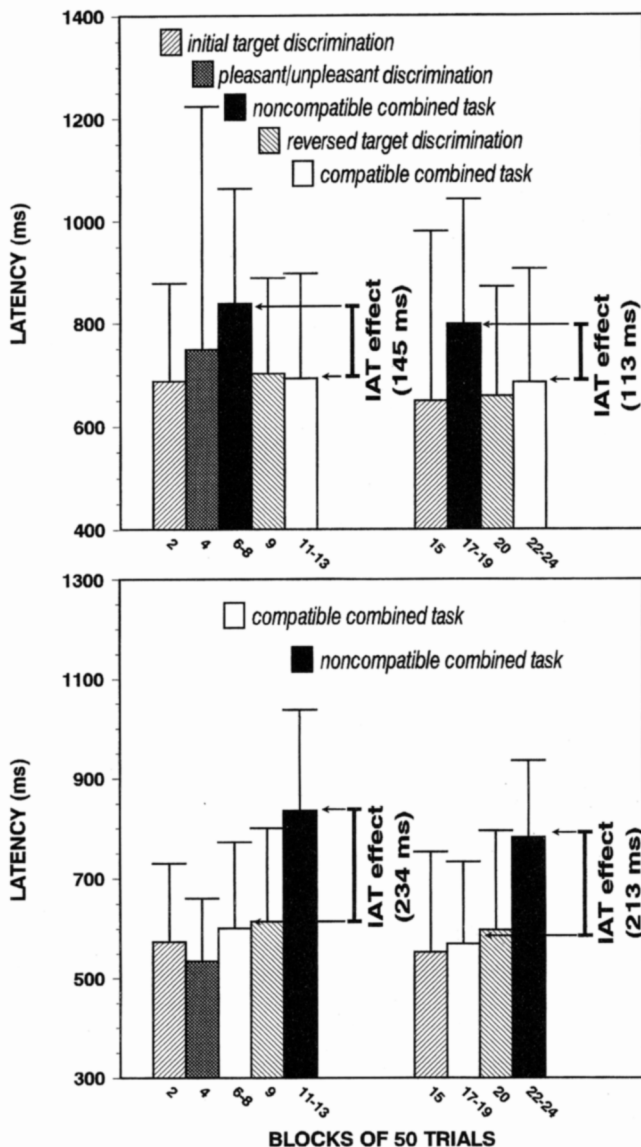 1400
1200
1000
800
600
400
LATENCY (ms)
initial target discrimination
pleasant/unpleasant discrimination
noncompatible combined task
reversed target discrimination
compatible combined task
IAT effect
(145 ms)
IAT effect
(113 ms)
2 4 6-8 9 11-13 15 17-19 20 22-24
1300
1100
900
700
500
300
LATENCY (ms)
compatible combined task
noncompatible combined task
IAT effect
(234 ms)
IAT effect
(213 ms)
2 4 6-8 9 11-13 15 17-19 20 22-24
BLOCKS OF 50 TRIALS